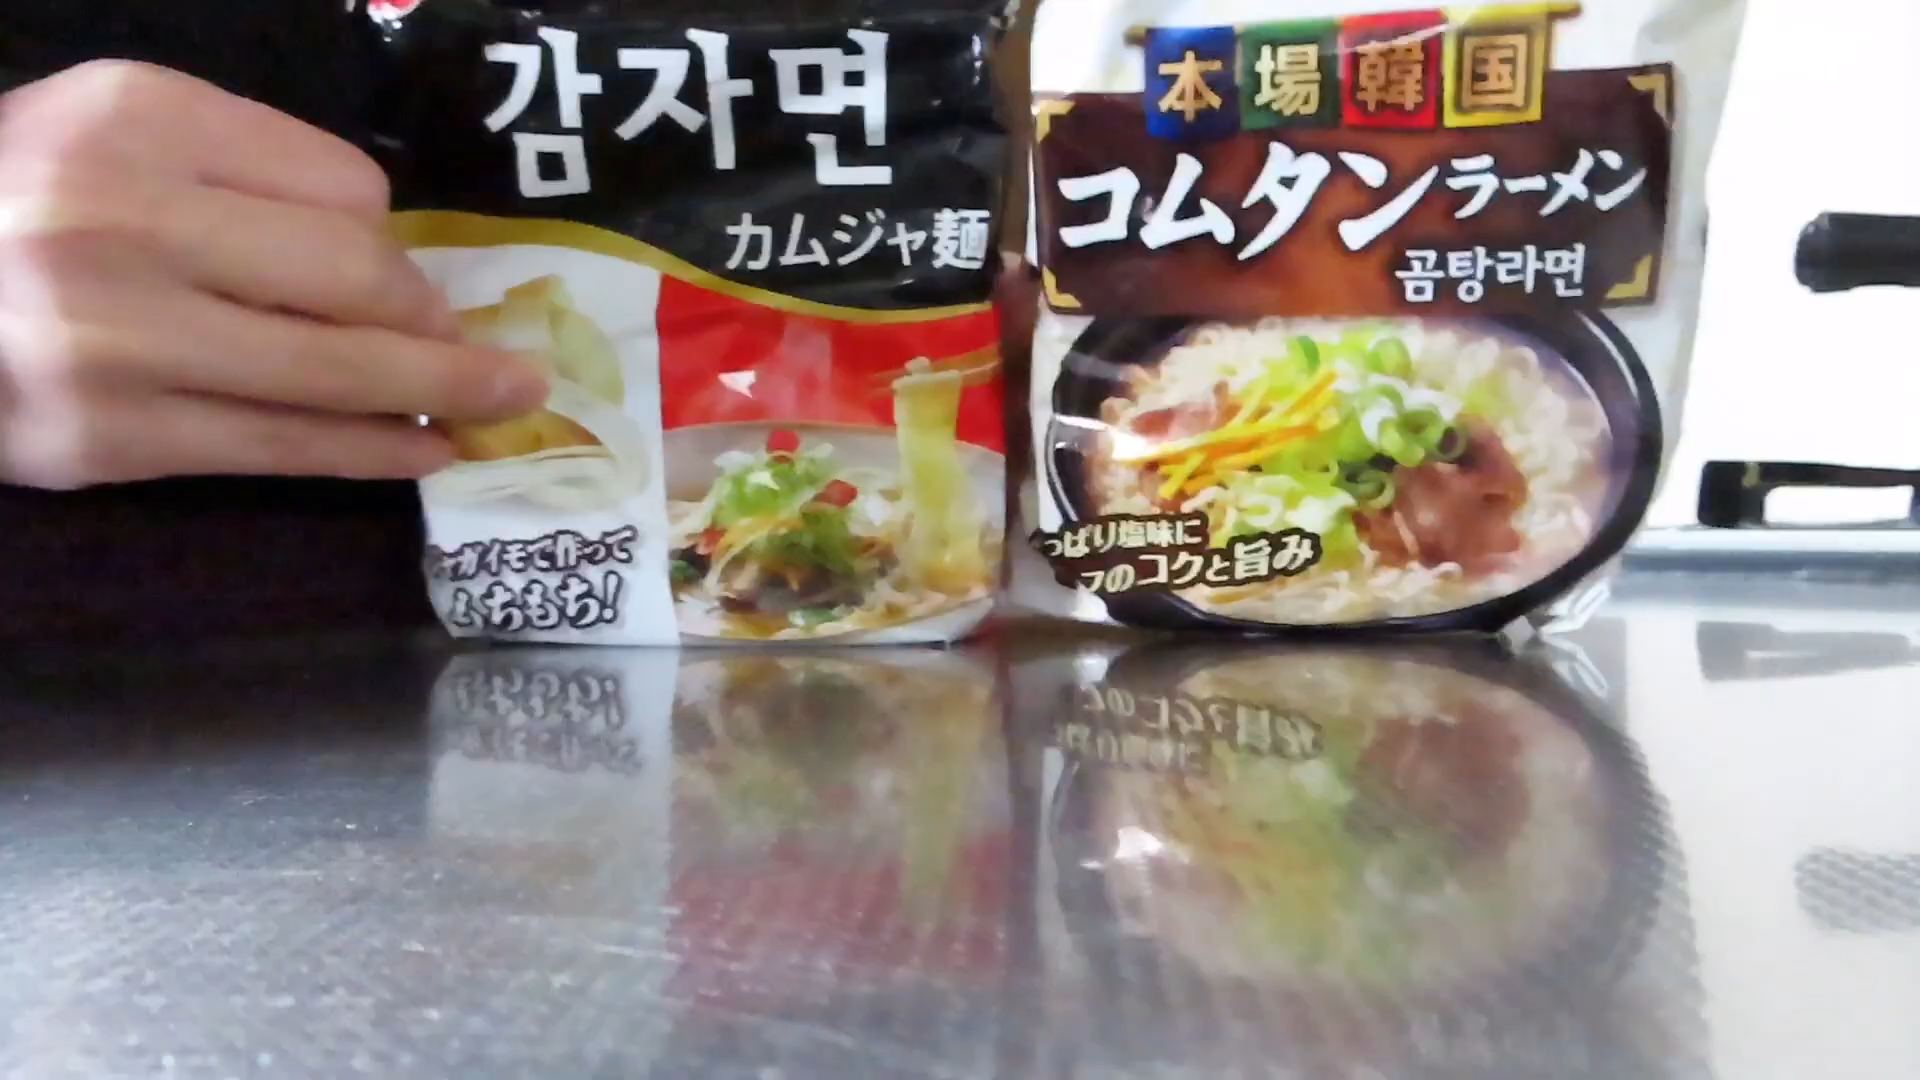 감자면
カムジャ麺
ャガイモで作って
もちもち!
本場韓国
コムタンラーメン
곰탕라면
っぱり塩味に
のコクと旨み